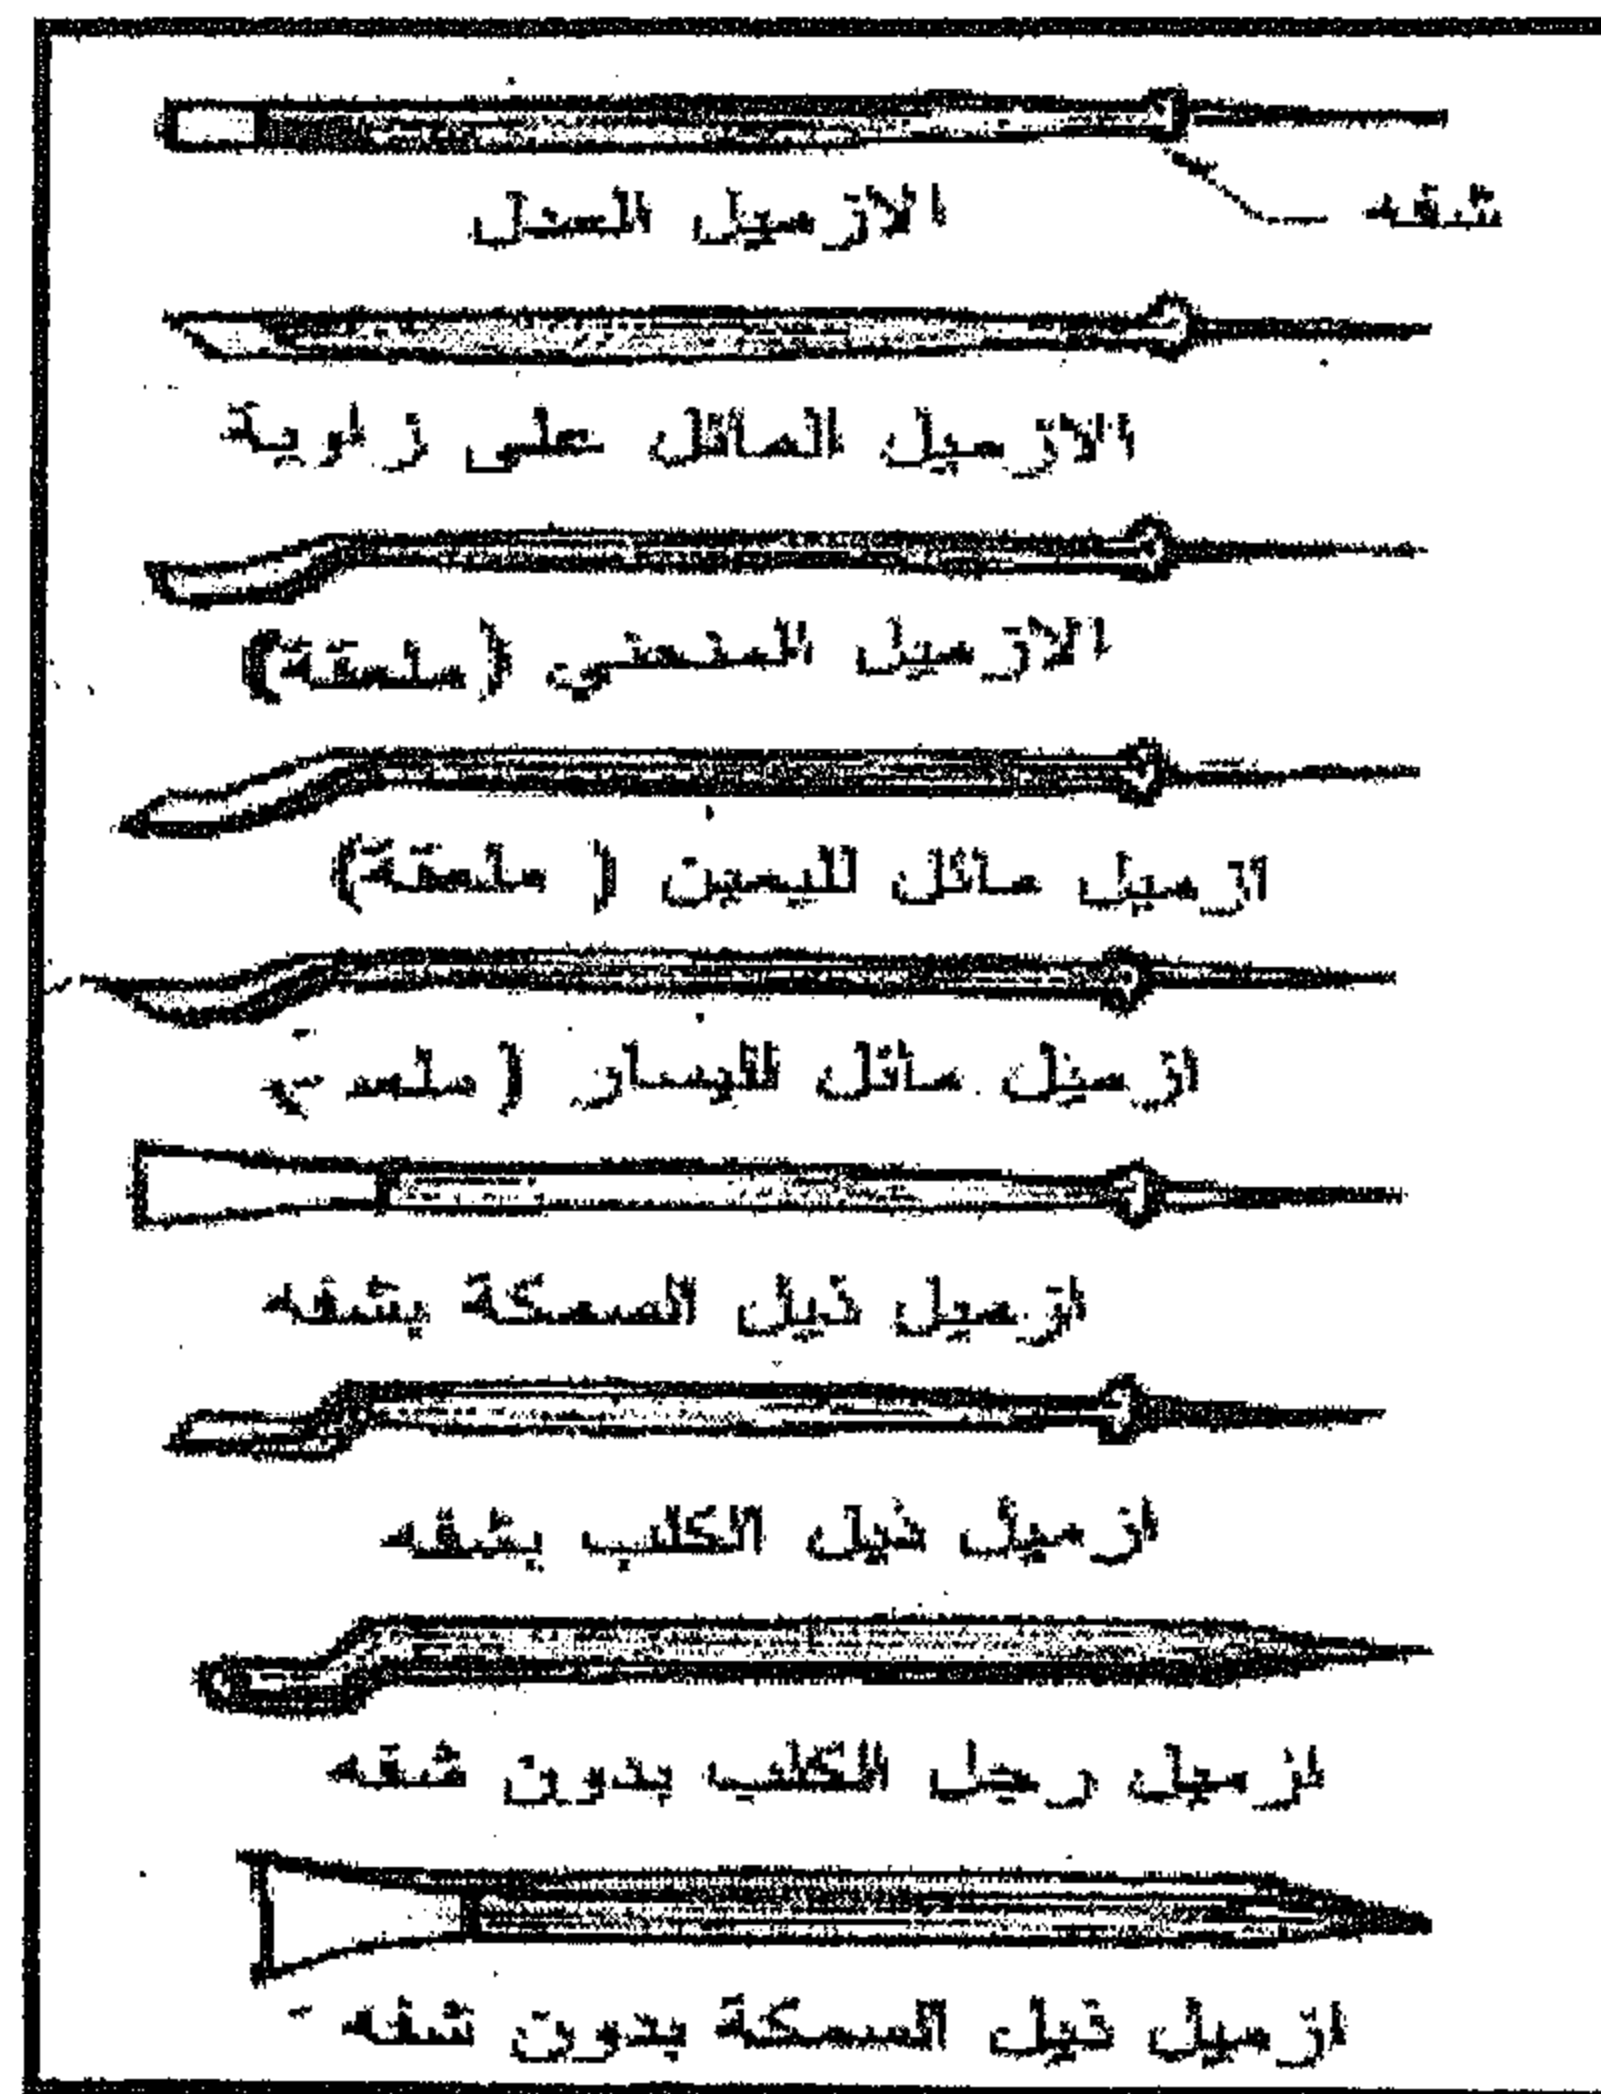 شفه
الازميل العدل
الازميل المائل على زاوية
الازميل المنحنى (ملعقة)
ازميل مائل لليمين (ملعقة)
ازميل مائل لليسار (
ازميل ذيل السمكة بشفه
ازميل ذيل الكلب بشفه
ازميل رجل الكلب بدون شفه
ازميل ذيل السمكة بدون شفه